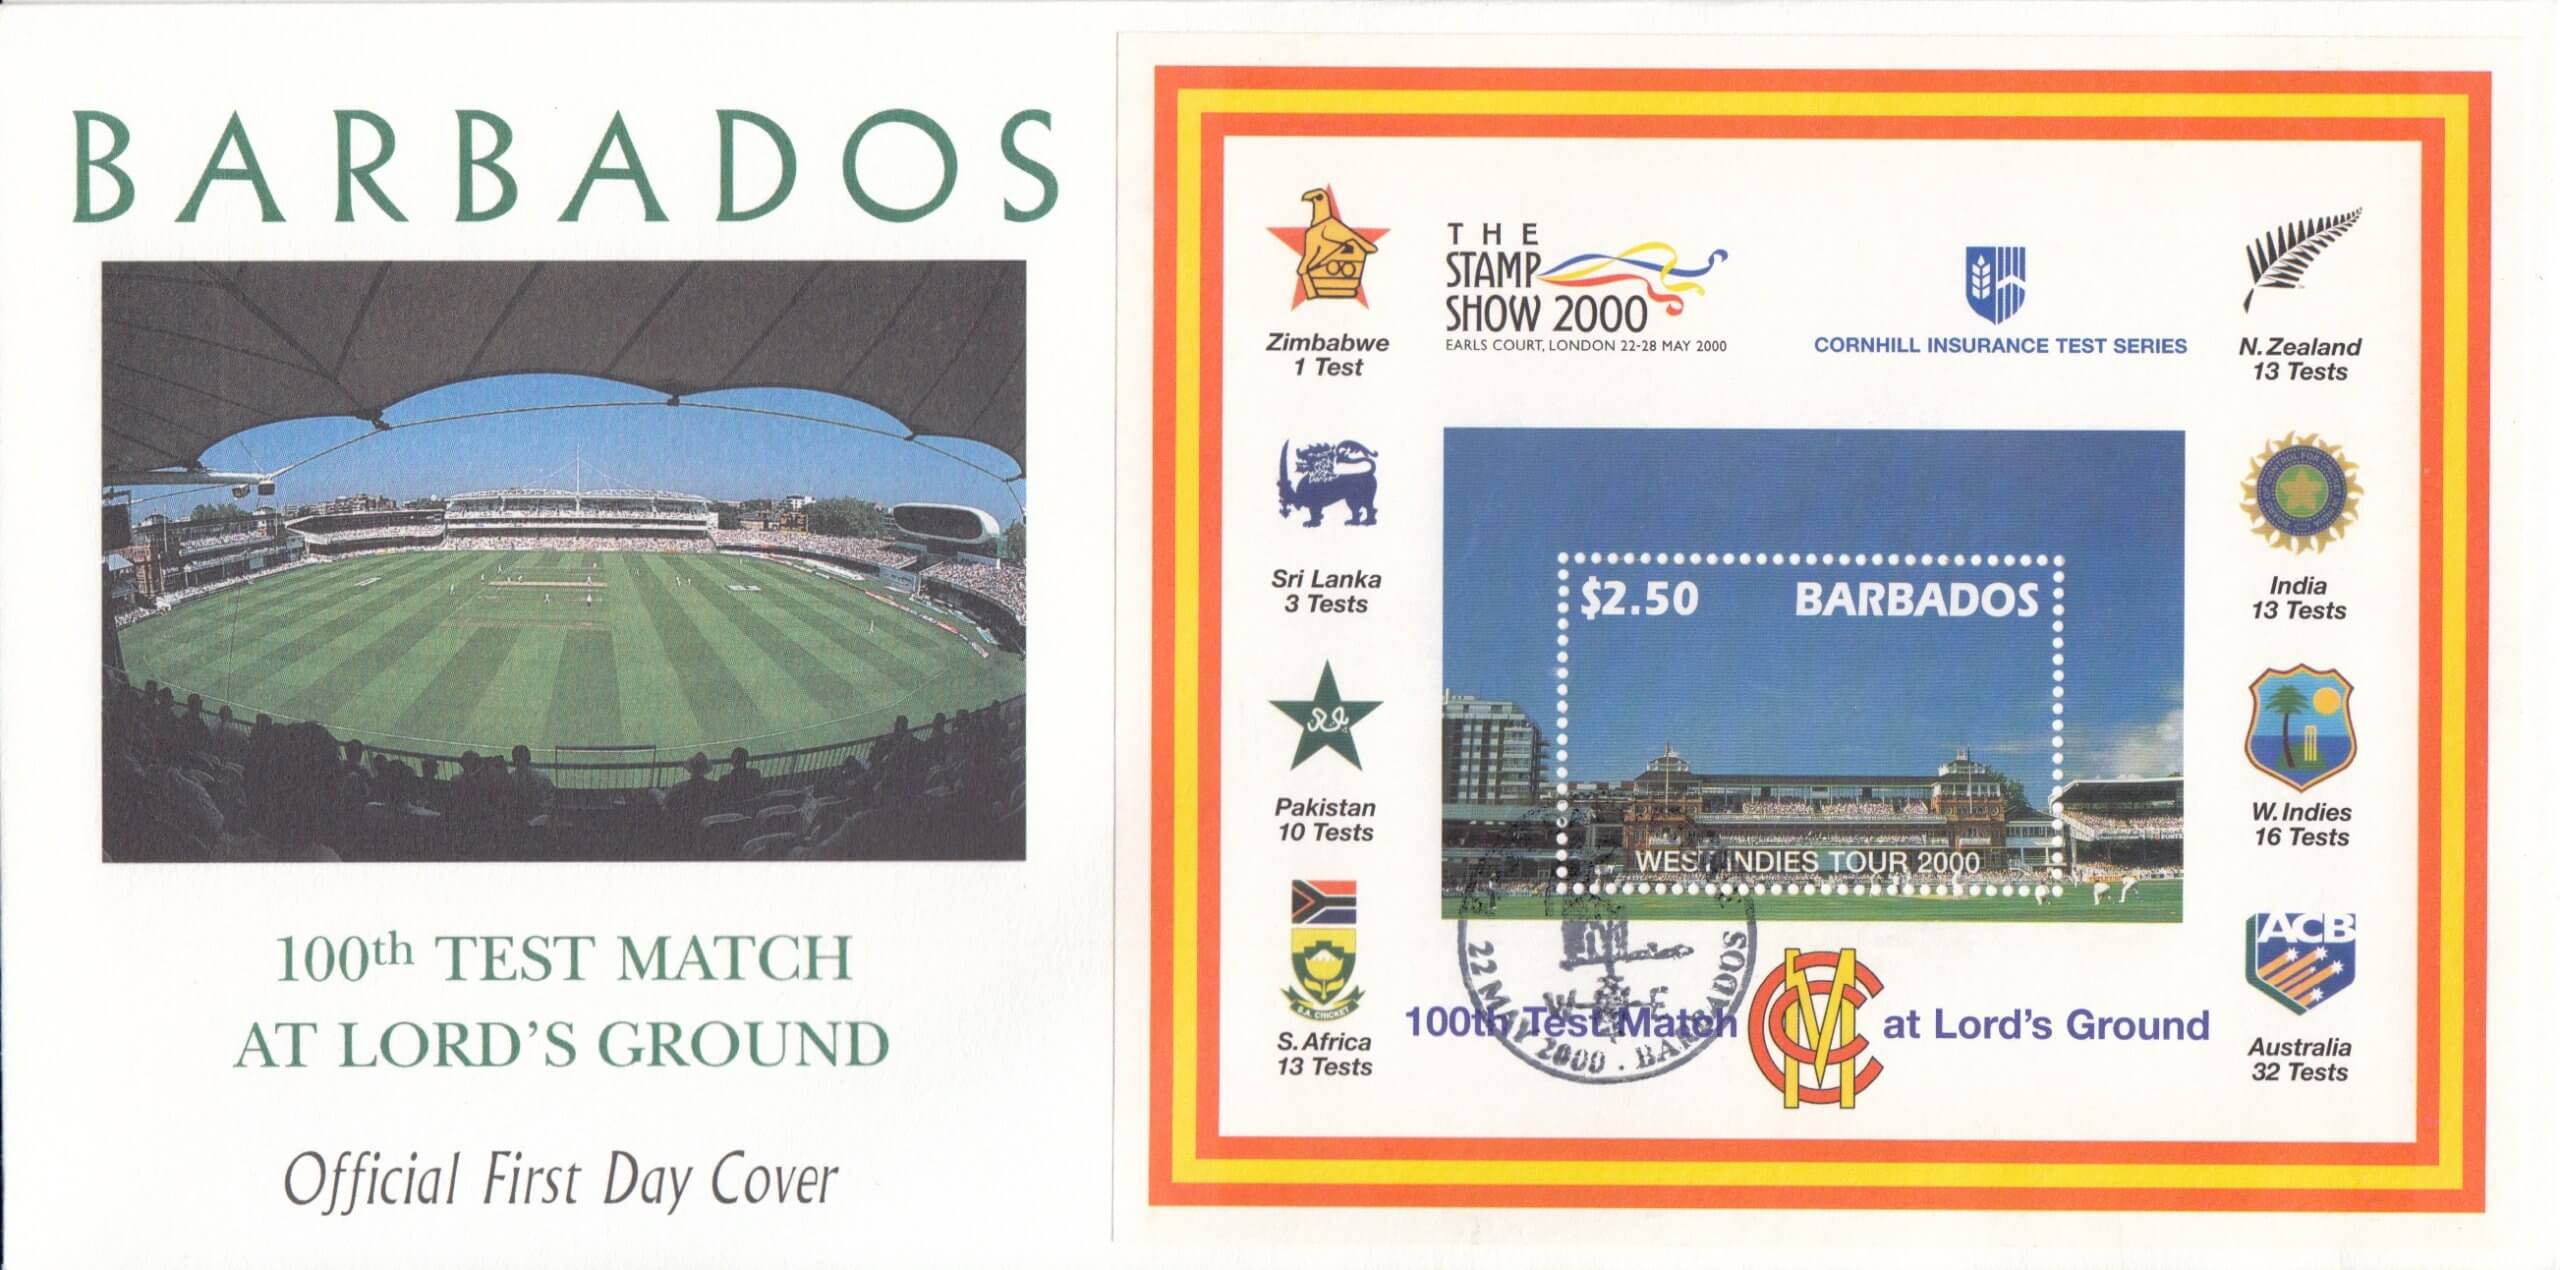 BARBADOS
100th TEST MATCH
AT LORD'S GROUND
Official First Day Cover
Zimbabwe
1 Test
THE
STAMP
SHOW 2000
EARLS COURT, LONDON 22-28 MAY 2000
CORNHILL INSURANCE TEST SERIES
N. Zealand
13 Tests
Sri Lanka
3 Tests
India
13 Tests
Pakistan
10 Tests
W. Indies
16 Tests
S.A. CRICKET
S. Africa
13 Tests
ACB
Australia
32 Tests
$2.50 BARBADOS
WEST INDIES TOUR 2000
100th Test Match MCC at Lord's Ground
22 MAY 2000 . BARBADOS